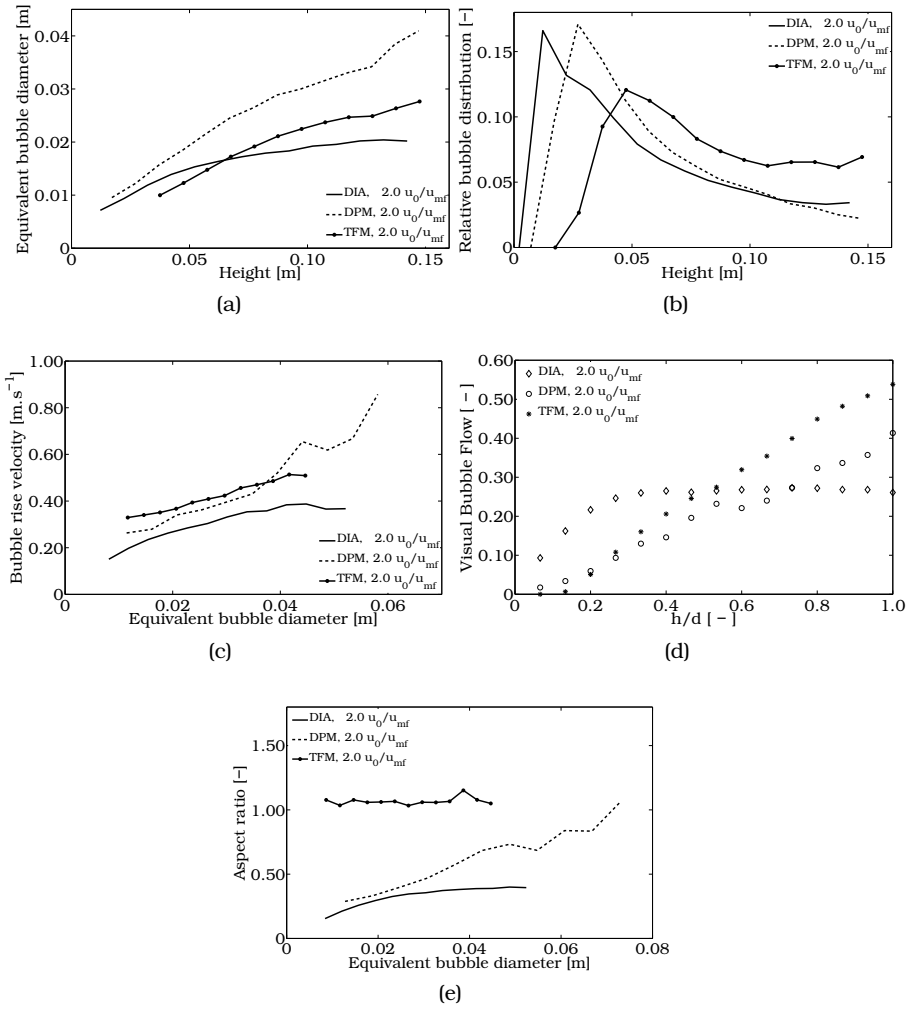 Equivalent bubble diameter [m]
0.04
0.03
0.02
0.01
0
0.05
0.10
0.15
Height [m]
DIA, 2.0 u0/umf
DPM, 2.0 u0/umf
TFM, 2.0 u0/umf
(a)
Relative bubble distribution [−]
0.15
0.10
0.05
0
0
0.05
0.10
0.15
Height [m]
DIA, 2.0 u0/umf
DPM, 2.0 u0/umf
TFM, 2.0 u0/umf
(b)
Bubble rise velocity [m.s−1]
1.00
0.80
0.60
0.40
0.20
0
0
0.02
0.04
0.06
Equivalent bubble diameter [m]
DIA, 2.0 u0/umf
DPM, 2.0 u0/umf
TFM, 2.0 u0/umf
(c)
Visual Bubble Flow [−]
0.60
0.50
0.40
0.30
0.20
0.10
0
0
0.2
0.4
0.6
0.8
1.0
h/d [−]
DIA, 2.0 u0/umf
DPM, 2.0 u0/umf
TFM, 2.0 u0/umf
(d)
Aspect ratio [−]
1.50
1.00
0.50
0
0
0.02
0.04
0.06
0.08
Equivalent bubble diameter [m]
DIA, 2.0 u0/umf
DPM, 2.0 u0/umf
TFM, 2.0 u0/umf
(e)